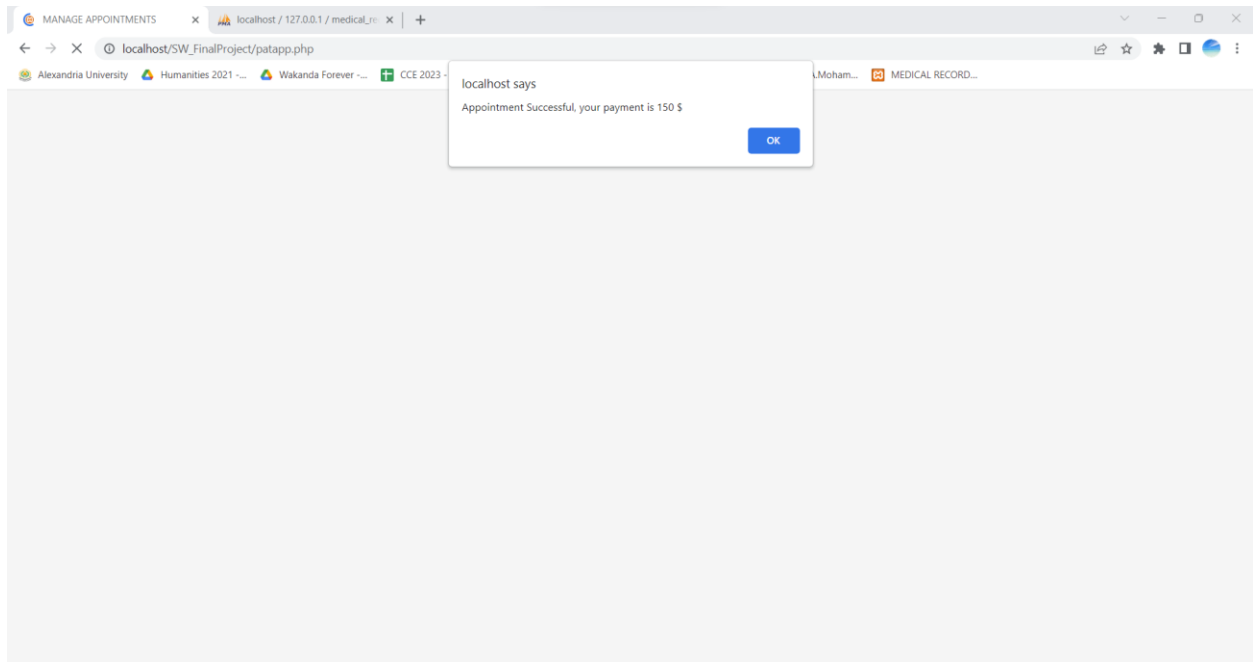 MANAGE APPOINTMENTS
localhost / 127.0.0.1 / medical_re
localhost/SW_FinalProject/patapp.php
Alexandria University Humanities 2021 -... Wakanda Forever -... CCE 2023 - .Moham... MEDICAL RECORD...
localhost says
Appointment Successful, your payment is 150 $
OK